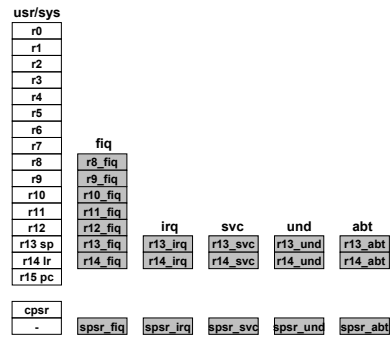 usr/sys
r0
r1
r2
r3
r4
r5
r6
r7 fiq
r8 r8_fiq
r9 r9_fiq
r10 r10_fiq
r11 r11_fiq
r12 r12_fiq irq svc und abt
r13 sp r13_fiq r13_irq r13_svc r13_und r13_abt
r14 lr r14_fiq r14_irq r14_svc r14_und r14_abt
r15 pc
cpsr
- spsr_fiq spsr_irq spsr_svc spsr_und spsr_abt